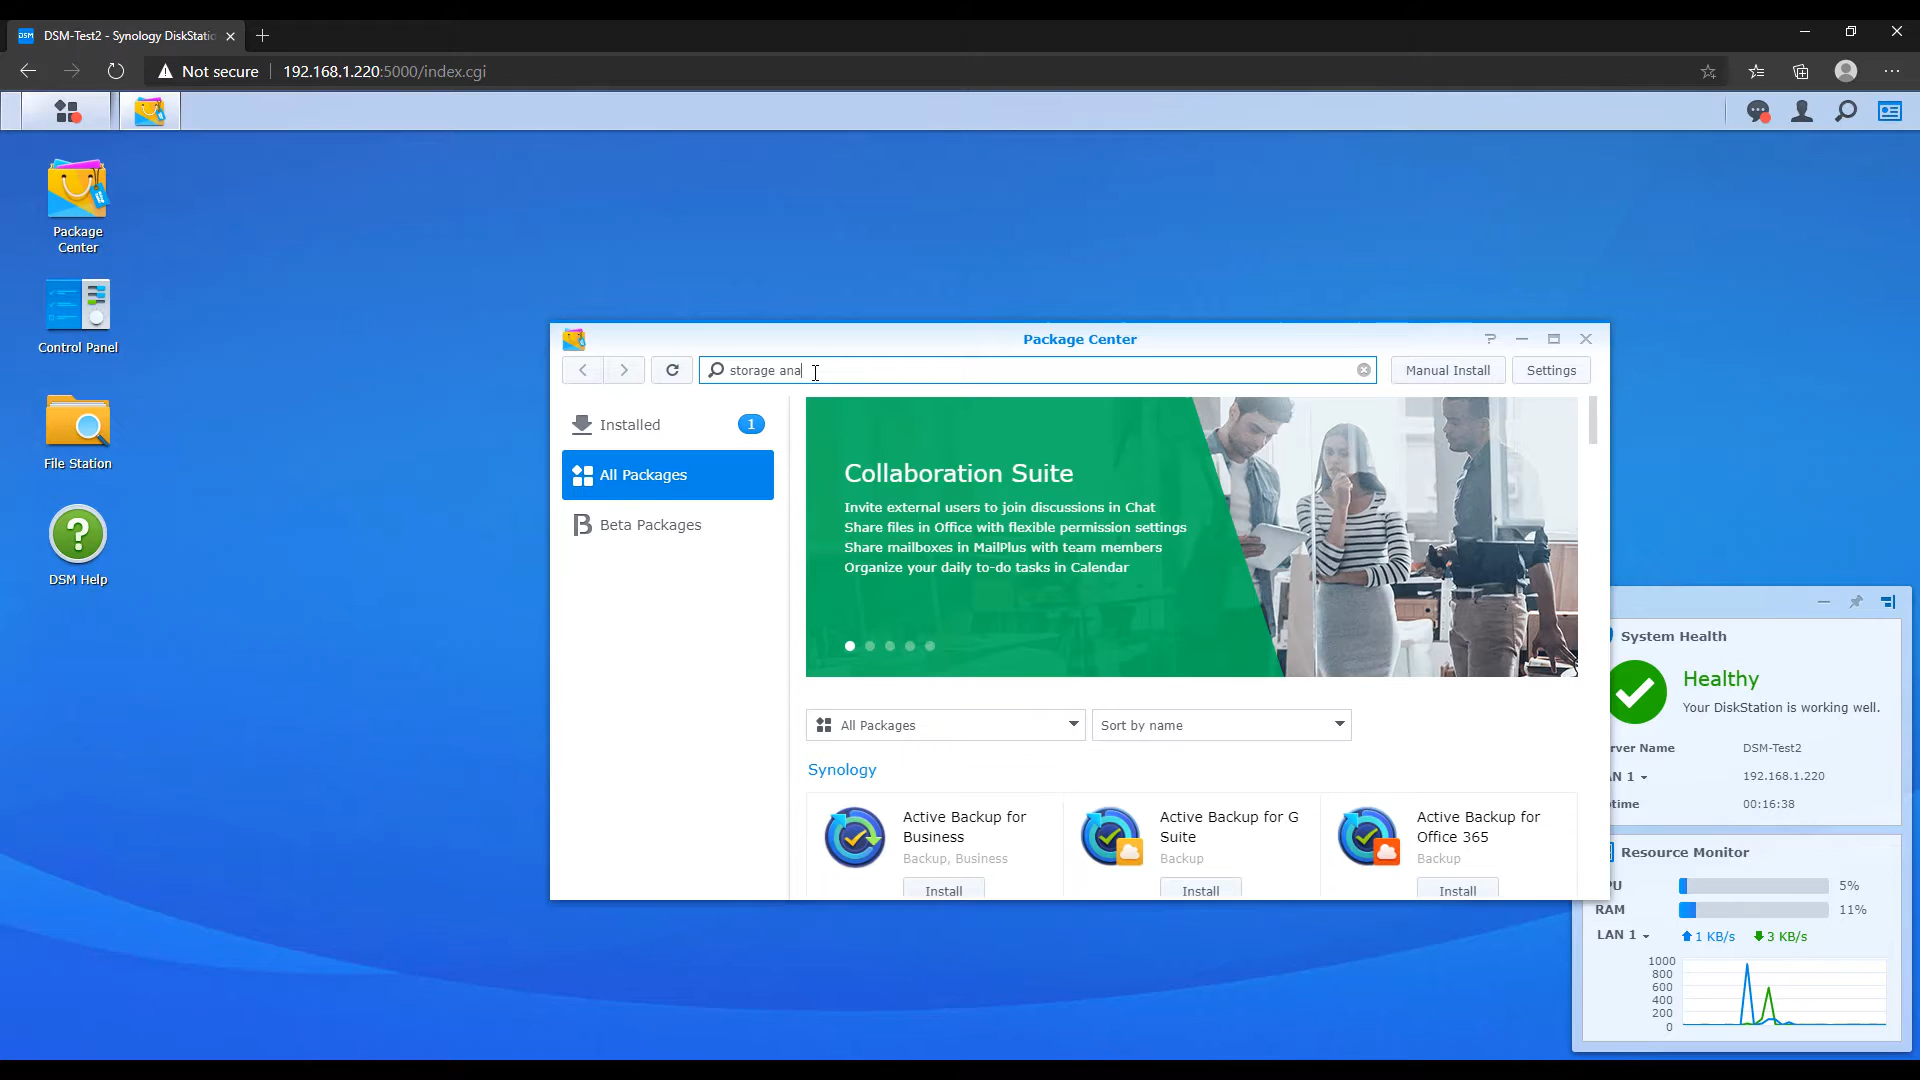 DSM-Test2 - Synology DiskStatio
Not secure
192.168.1.220:5000/index.cgi
Package
Center
Control Panel
File Station
DSM Help
Package Center
storage ana
Manual Install
Settings
Installed
1
All Packages
Beta Packages
Collaboration Suite
Invite external users to join discussions in Chat
Share files in Office with flexible permission settings
Share mailboxes in MailPlus with team members
Organize your daily to-do tasks in Calendar
All Packages
Sort by name
Synology
Active Backup for
Business
Backup, Business
Install
Active Backup for G
Suite
Backup
Install
Active Backup for
Office 365
Backup
Install
System Health
Healthy
Your DiskStation is working well.
rver Name
DSM-Test2
N 1
192.168.1.220
time
00:16:38
Resource Monitor
U
5%
RAM
11%
LAN 1
1 KB/s
3 KB/s
1000
800
600
400
200
0